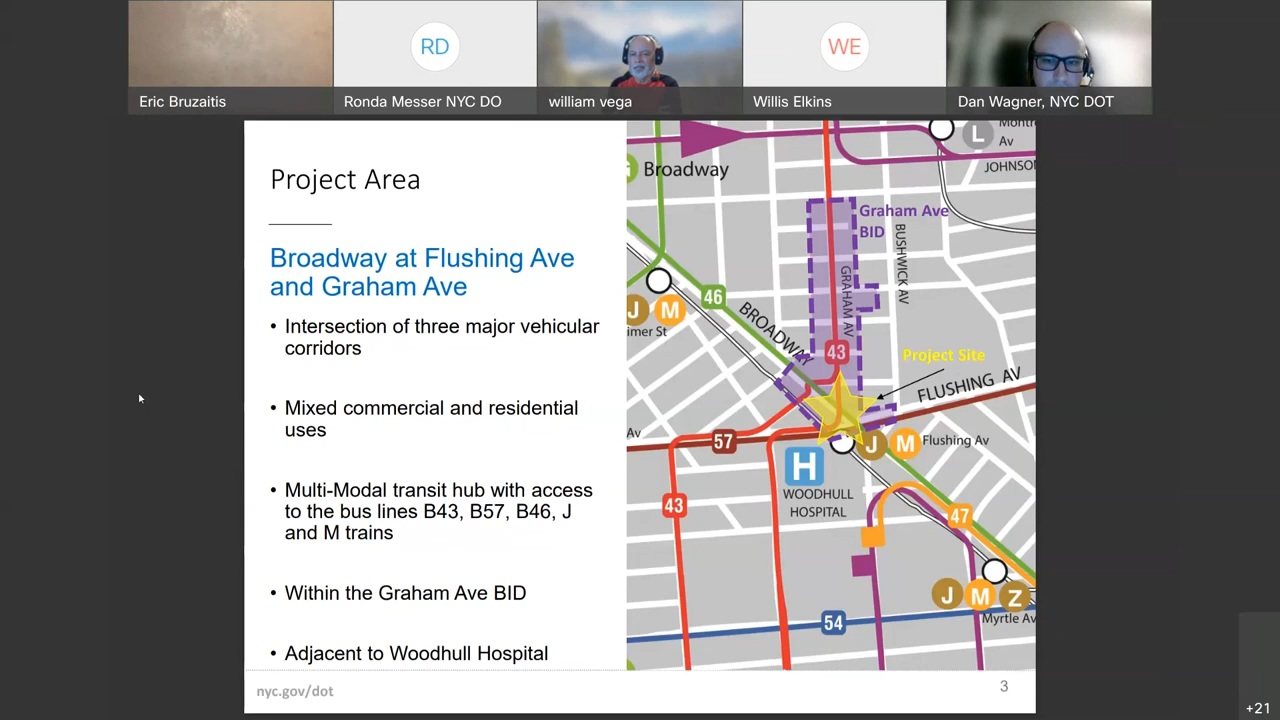 RD
WE
Eric Bruzaitis
Ronda Messer NYC DO
william vega
Willis Elkins
Dan Wagner, NYC DOT
Project Area
Broadway at Flushing Ave
and Graham Ave
• Intersection of three major vehicular
corridors
• Mixed commercial and residential
uses
• Multi-Modal transit hub with access
to the bus lines B43, B57, B46, J
and M trains
• Within the Graham Ave BID
• Adjacent to Woodhull Hospital
nyc.gov/dot
3
L
Av
JOHNSON
Broadway
Graham Ave
BID
BUSHWICK AV
GRAHAM AV
46
BROADWAY
J M
imer St
43
Project Site
FLUSHING AV
Av
57
J M Flushing Av
H
WOODHULL
HOSPITAL
43
47
J M Z
Myrtle Av
54
+21